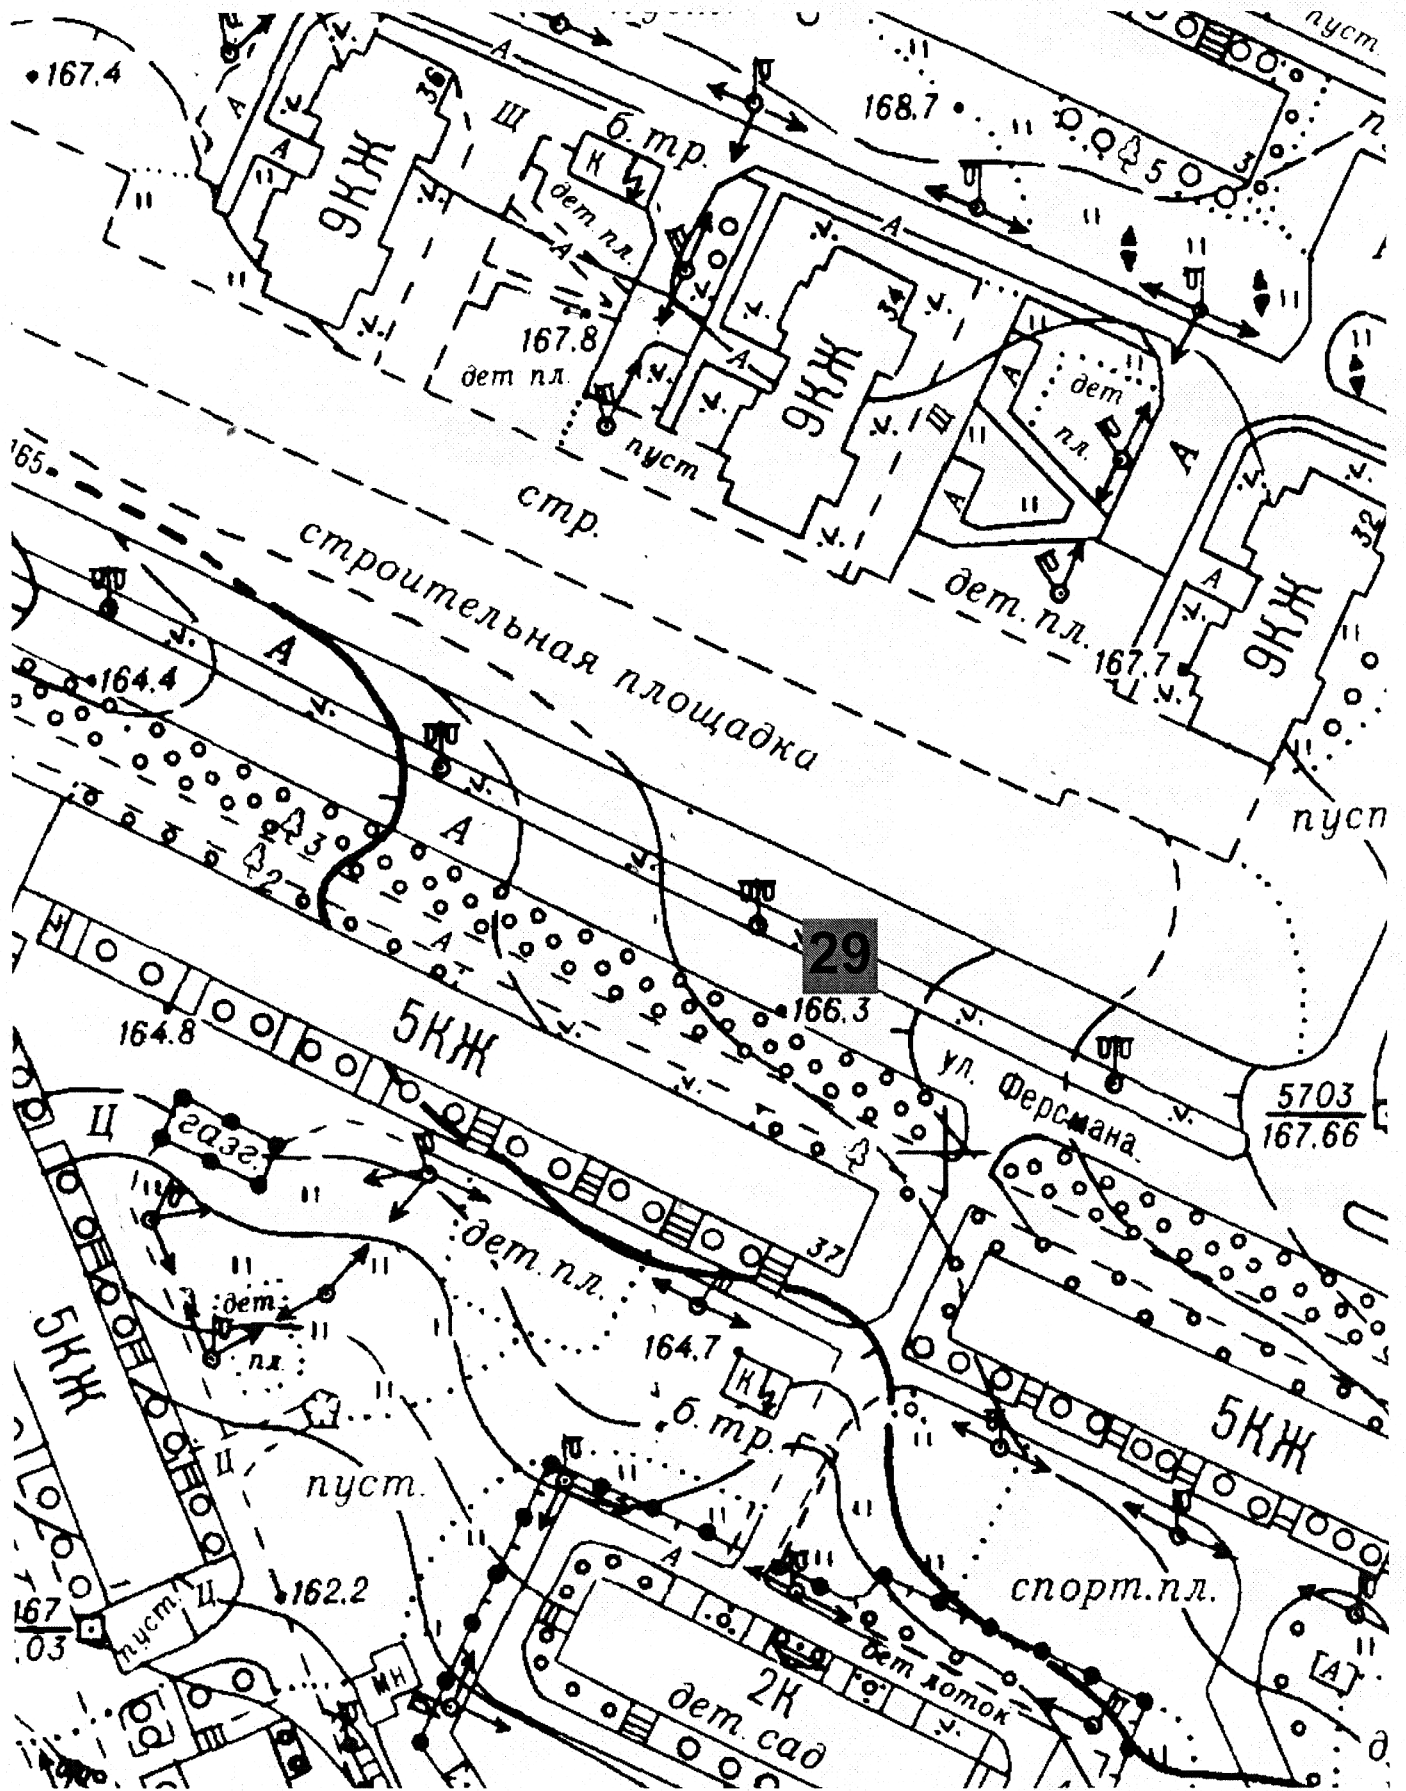 пуст.
167.4
А
36
А
А
Щ
б. тр.
К
168.7
5
3
9КЖ
дет. пл.
А
А
34
167.8
дет пл.
А
9КЖ
Щ
А
дет
пл.
А
А
пуст
32
165
стр.
строительная площадка
дет. пл.
167.7
А
9КЖ
А
164.4
А
3
2
А
пуст
29
166.3
164.8
5КЖ
ул. Ферсмана
5703
167.66
Ц
газг.
37
дет. пл.
дет.
пл.
5КЖ
164.7
К
б. тр.
5КЖ
Ц
пуст.
А
спорт.пл.
162.2
Ц
пуст.
167
.03
А
МН
бет лоток
2К
дет. сад
д.